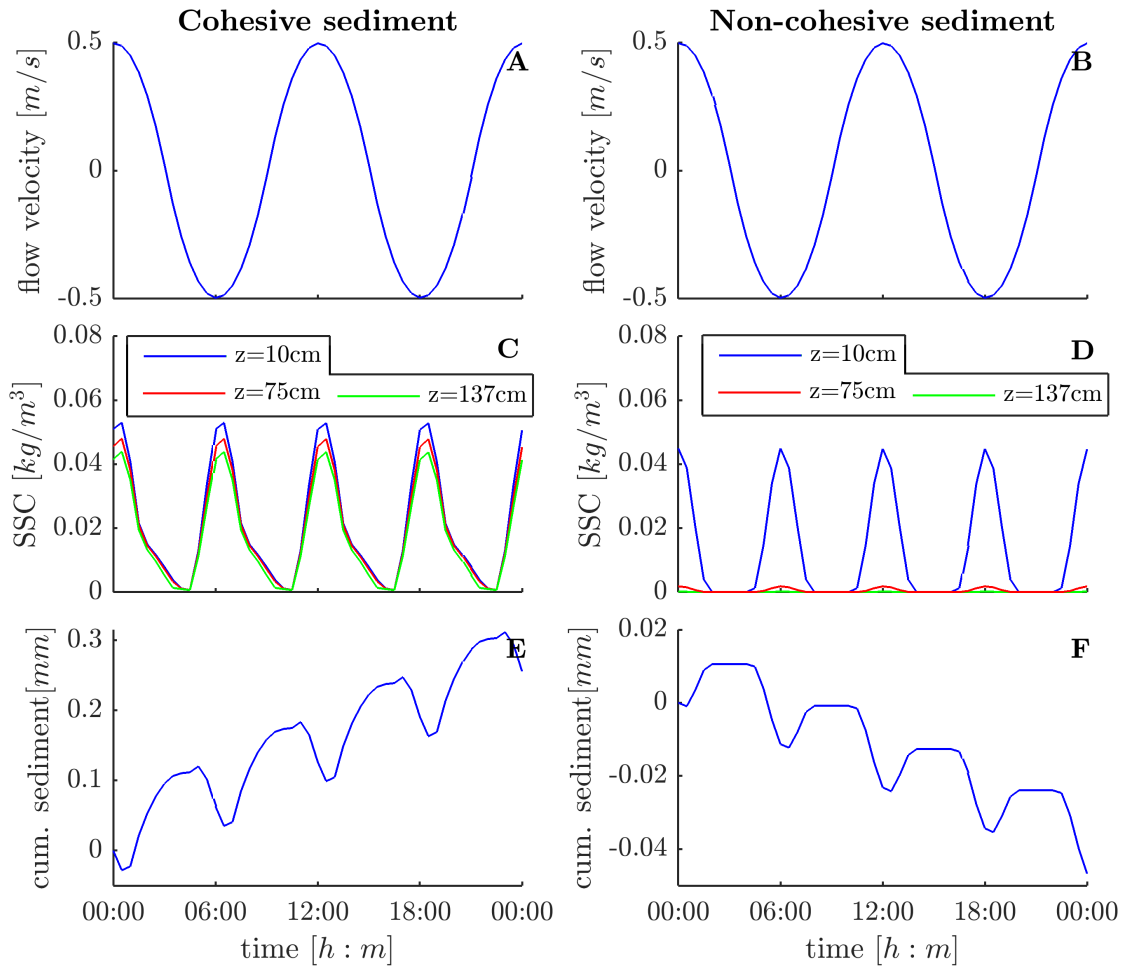 Cohesive sediment
Non-cohesive sediment
flow velocity [m/s]
0.5
0
-0.5
A
flow velocity [m/s]
0.5
0
-0.5
B
SSC [kg/m³]
0.08
0.06
0.04
0.02
0
z=10cm
z=75cm
z=137cm
C
SSC [kg/m³]
0.08
0.06
0.04
0.02
0
z=10cm
z=75cm
z=137cm
D
cum. sediment[mm]
0.3
0.2
0.1
0
E
00:00 06:00 12:00 18:00 00:00
time [h : m]
cum. sediment[mm]
0.02
0
-0.02
-0.04
F
00:00 06:00 12:00 18:00 00:00
time [h : m]